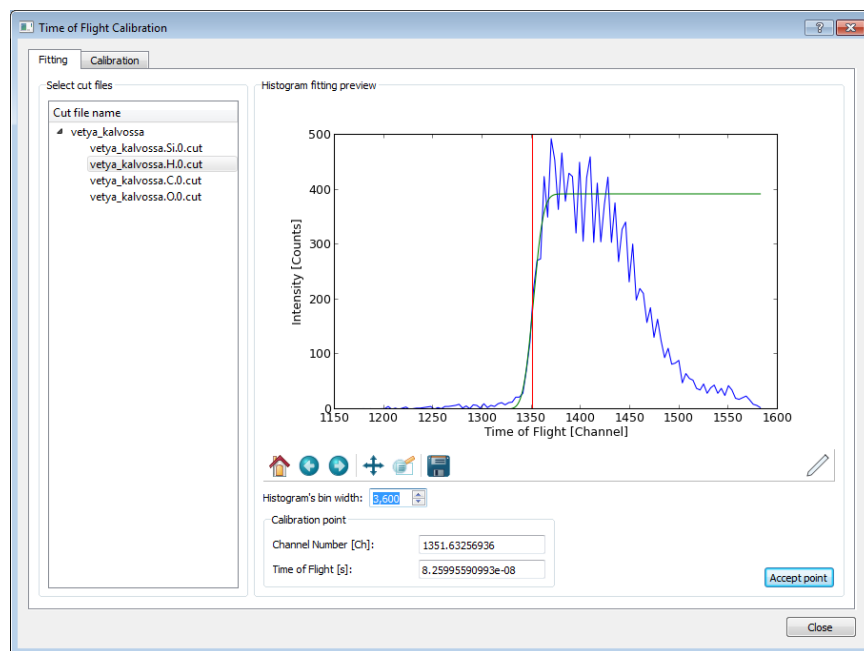 Time of Flight Calibration
Fitting
Calibration
Select cut files
Cut file name
vetya_kalvossa
vetya_kalvossa.Si.0.cut
vetya_kalvossa.H.0.cut
vetya_kalvossa.C.0.cut
vetya_kalvossa.O.0.cut
Histogram fitting preview
500
400
300
200
100
0
Intensity [Counts]
1150 1200 1250 1300 1350 1400 1450 1500 1550 1600
Time of Flight [Channel]
Histogram's bin width: 3,600
Calibration point
Channel Number [Ch]: 1351.63256936
Time of Flight [s]: 8.25995590993e-08
Accept point
Close